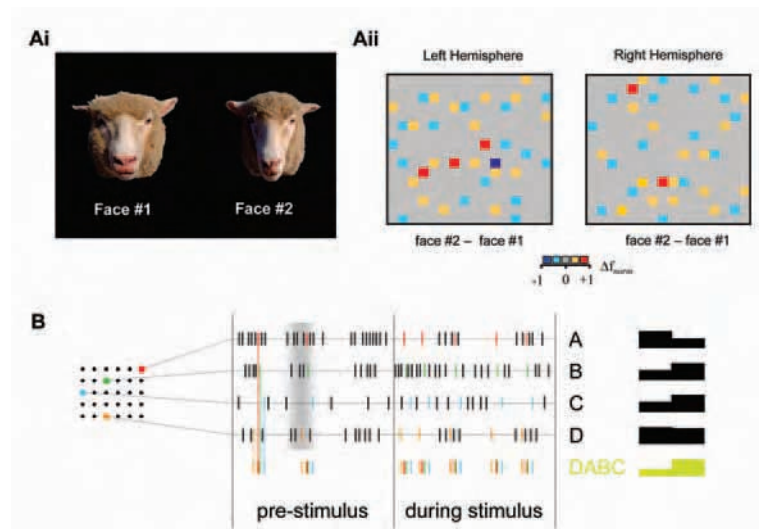 Ai
Face #1
Face #2
Aii
Left Hemisphere
Right Hemisphere
face #2 – face #1
face #2 – face #1
-1 0 +1 Δfnorm
B
A
B
C
D
DABC
pre-stimulus
during stimulus